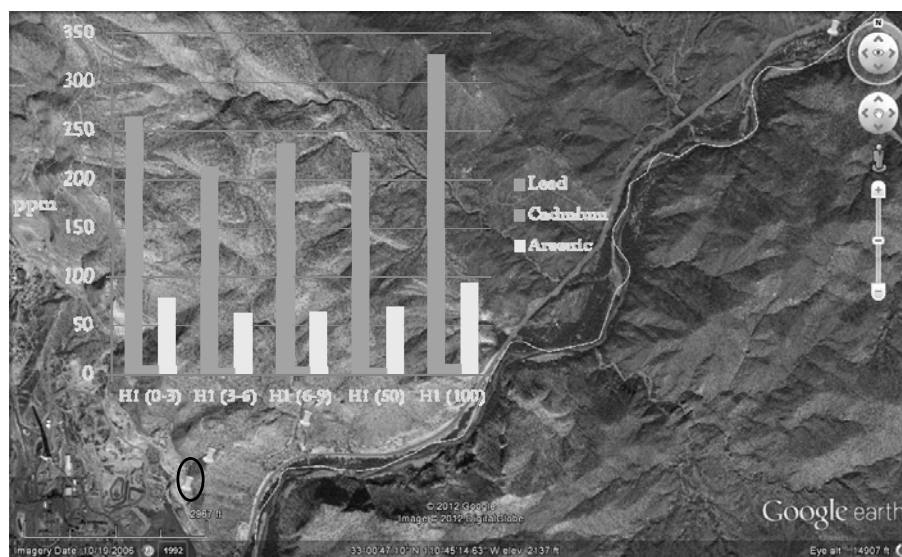 350
300
250
200
ppm
150
100
50
0
Lead
Cadmium
Arsenic
H1 (0-3) H1 (3-6) H1 (6-9) H1 (50) H1 (100)
N
2967 ft
© 2012 Google
Image © 2012 DigitalGlobe
Google earth
Imagery Date: 10/19/2006 1992 33°00'47.10" N 110°45'14.63" W elev 2137 ft Eye alt 14907 ft